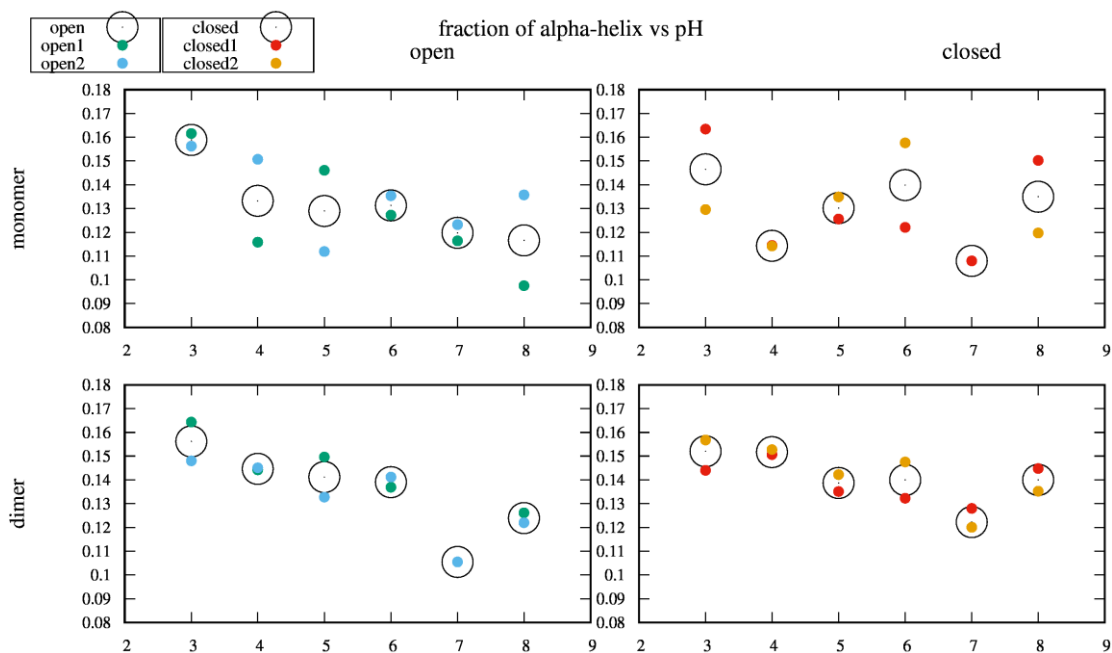 fraction of alpha-helix vs pH
open closed
open1 closed1
open2 closed2
open closed
monomer
0.18 0.18
0.17 0.17
0.16 0.16
0.15 0.15
0.14 0.14
0.13 0.13
0.12 0.12
0.11 0.11
0.1 0.1
0.09 0.09
0.08 0.08
2 3 4 5 6 7 8 9 2 3 4 5 6 7 8 9
dimer
0.18 0.18
0.17 0.17
0.16 0.16
0.15 0.15
0.14 0.14
0.13 0.13
0.12 0.12
0.11 0.11
0.1 0.1
0.09 0.09
0.08 0.08
2 3 4 5 6 7 8 9 2 3 4 5 6 7 8 9